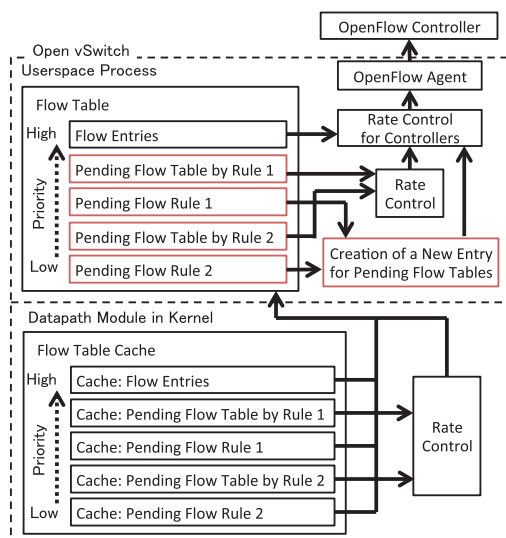 OpenFlow Controller
Open vSwitch
Userspace Process
OpenFlow Agent
Flow Table
High
Flow Entries
Rate Control
for Controllers
Pending Flow Table by Rule 1
Rate
Control
Pending Flow Rule 1
Priority
Pending Flow Table by Rule 2
Creation of a New Entry
for Pending Flow Tables
Low
Pending Flow Rule 2
Datapath Module in Kernel
Flow Table Cache
High
Cache: Flow Entries
Cache: Pending Flow Table by Rule 1
Rate
Control
Cache: Pending Flow Rule 1
Priority
Cache: Pending Flow Table by Rule 2
Low
Cache: Pending Flow Rule 2